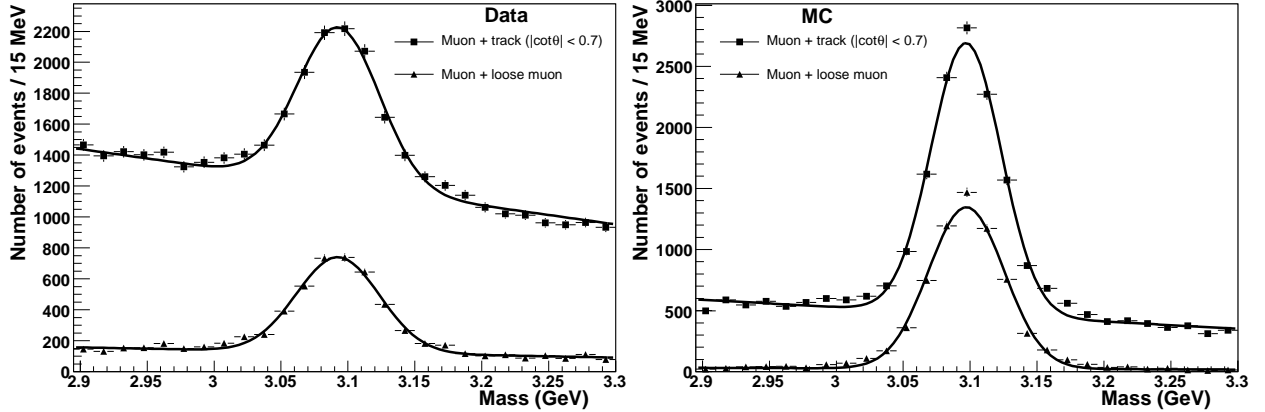 Number of events / 15 MeV
Data
Muon + track (|cotθ| < 0.7)
Muon + loose muon
2200
2000
1800
1600
1400
1200
1000
800
600
400
200
0
2.9 2.95 3 3.05 3.1 3.15 3.2 3.25 3.3
Mass (GeV)
Number of events / 15 MeV
MC
Muon + track (|cotθ| < 0.7)
Muon + loose muon
3000
2500
2000
1500
1000
500
0
2.9 2.95 3 3.05 3.1 3.15 3.2 3.25 3.3
Mass (GeV)